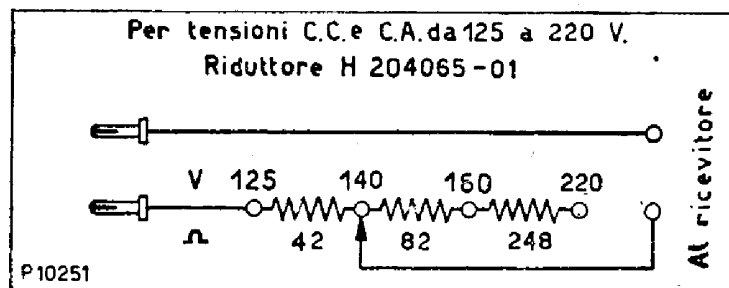 Per tensioni C.C. e C.A. da 125 a 220 V.
Riduttore H 204065-01
V 125 140 160 220
Ω 42 82 248
Al ricevitore
P 10251